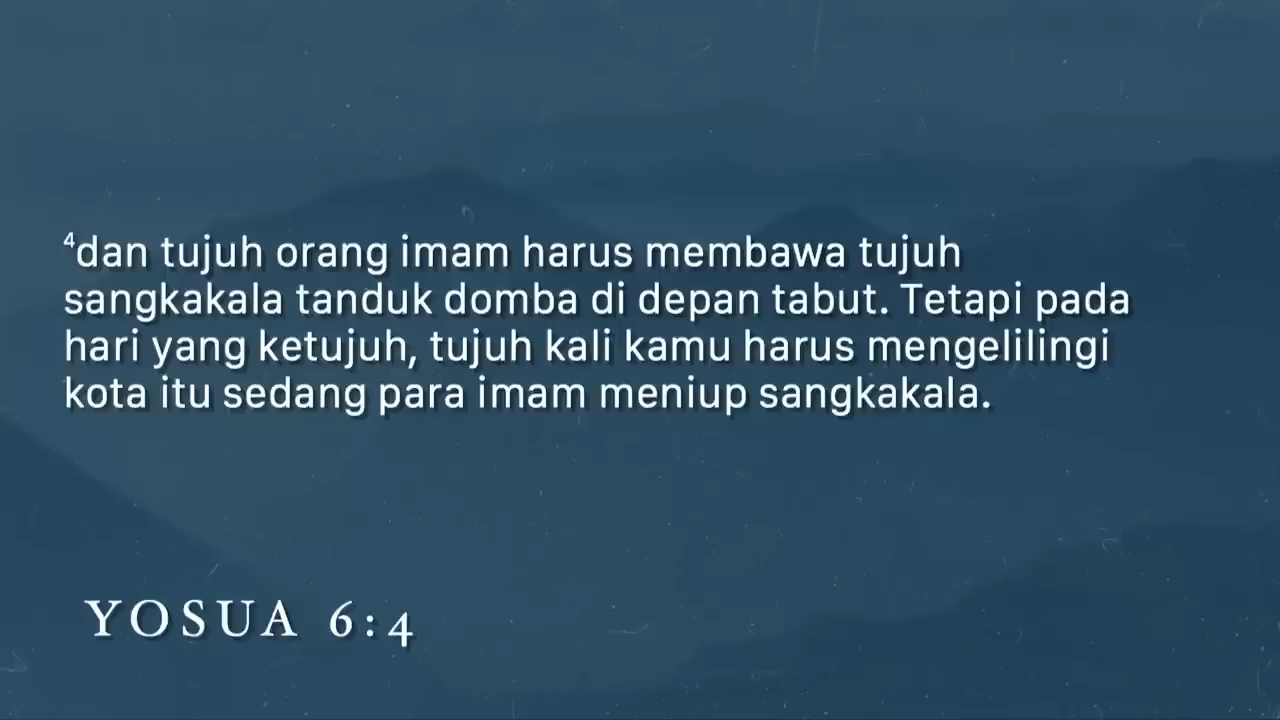 ⁴dan tujuh orang imam harus membawa tujuh
sangkakala tanduk domba di depan tabut. Tetapi pada
hari yang ketujuh, tujuh kali kamu harus mengelilingi
kota itu sedang para imam meniup sangkakala.
YOSUA 6:4